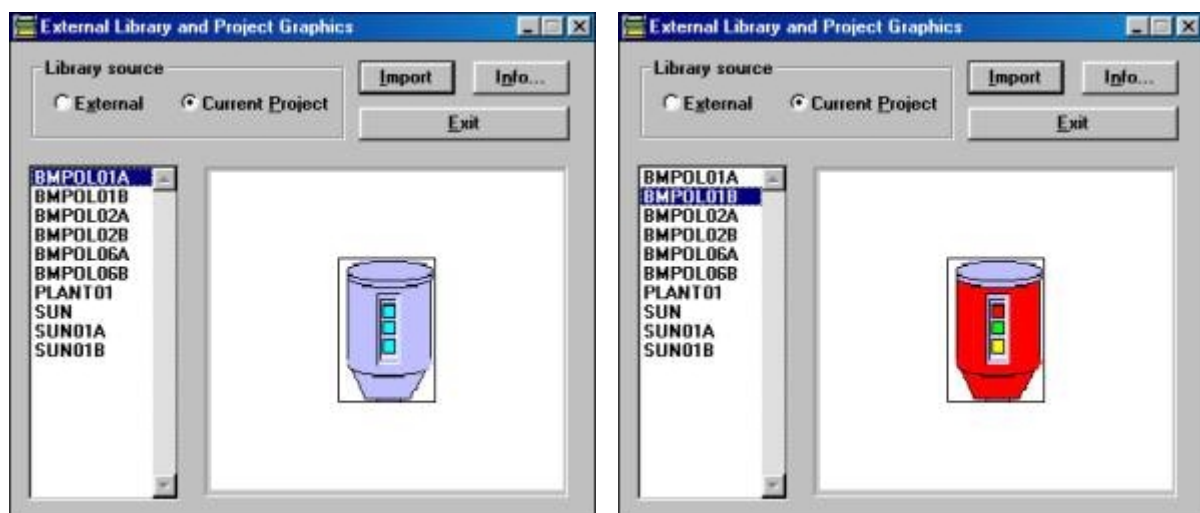 External Library and Project Graphics
Library source
External
Current Project
Import
Info...
Exit
BMPOL01A
BMPOL01B
BMPOL02A
BMPOL02B
BMPOL06A
BMPOL06B
PLANT01
SUN
SUN01A
SUN01B
External Library and Project Graphics
Library source
External
Current Project
Import
Info...
Exit
BMPOL01A
BMPOL01B
BMPOL02A
BMPOL02B
BMPOL06A
BMPOL06B
PLANT01
SUN
SUN01A
SUN01B